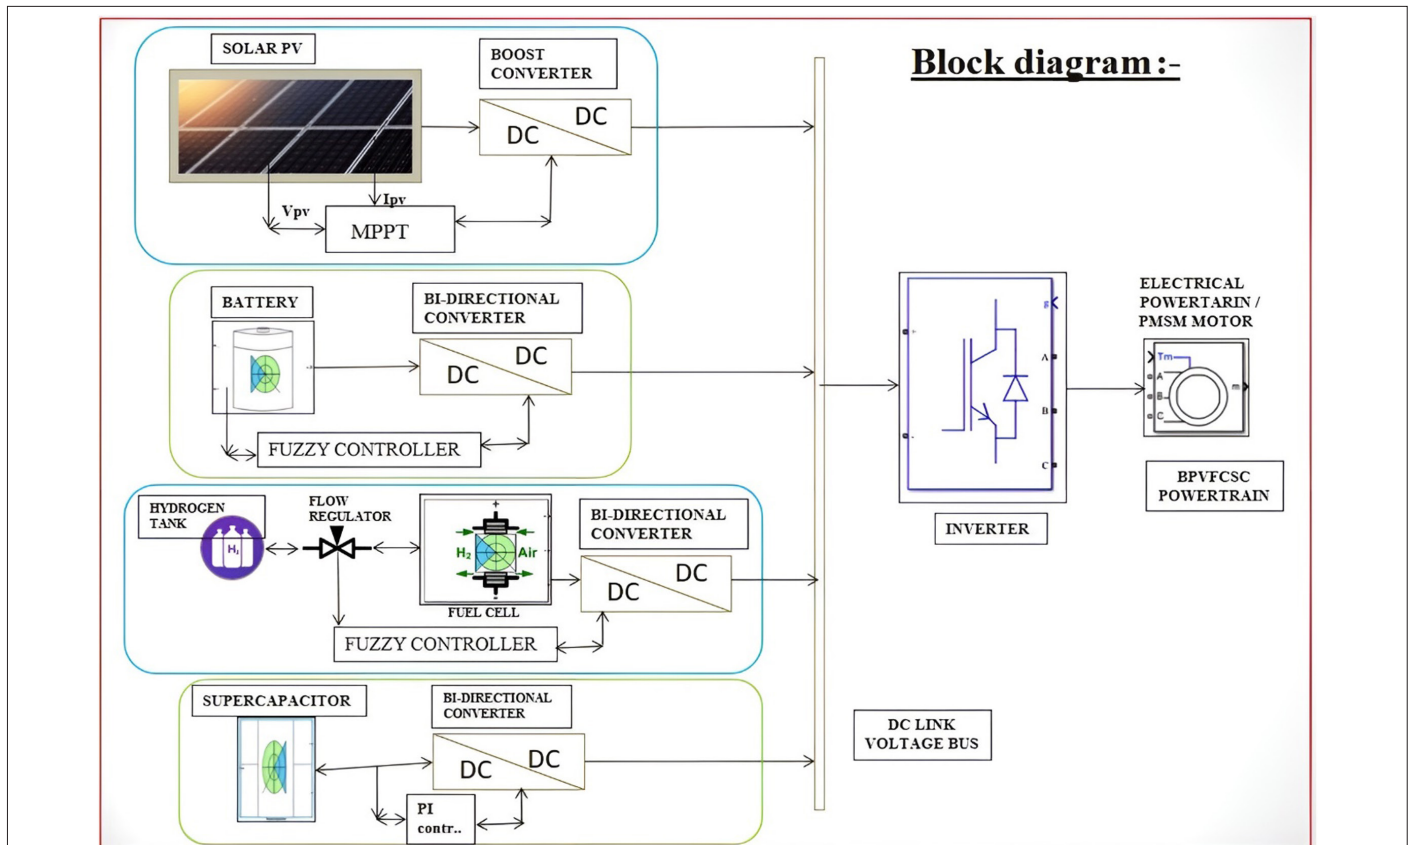 Block diagram :-
SOLAR PV
BOOST
CONVERTER
DC
DC
Vpv
Ipv
MPPT
BATTERY
BI-DIRECTIONAL
CONVERTER
DC
DC
FUZZY CONTROLLER
HYDROGEN
TANK
FLOW
REGULATOR
H₂
Air
+
-
FUEL CELL
BI-DIRECTIONAL
CONVERTER
DC
DC
FUZZY CONTROLLER
SUPERCAPACITOR
BI-DIRECTIONAL
CONVERTER
DC
DC
PI
contr..
DC LINK
VOLTAGE BUS
A
B
C
INVERTER
ELECTRICAL
POWERTARIN /
PMSM MOTOR
Tm
A
B
C
m
BPVFCSC
POWERTRAIN